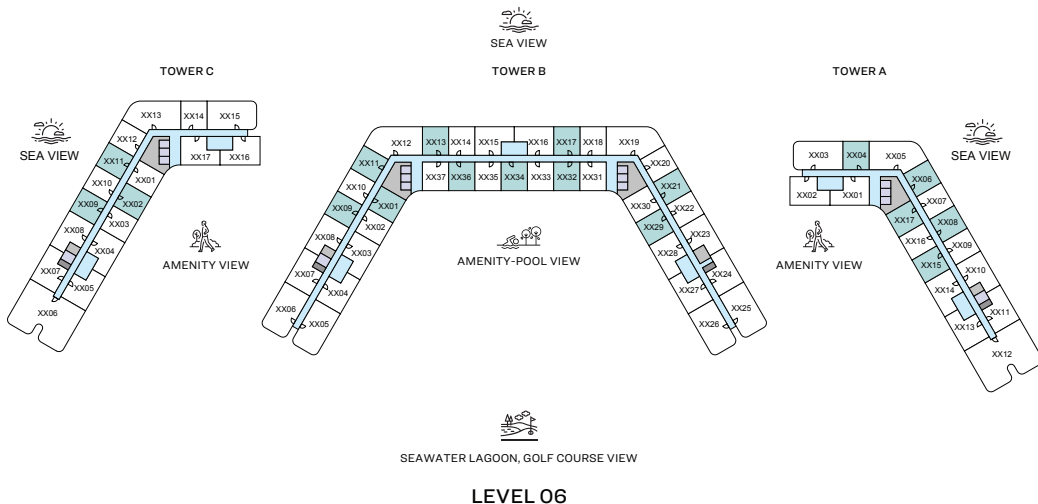 SEA VIEW
TOWER C
TOWER B
TOWER A
SEA VIEW
SEA VIEW
XX13
XX14
XX15
XX12
XX11
XX17
XX16
XX10
XX01
XX09
XX02
XX08
XX03
XX07
XX04
XX06
XX05
AMENITY VIEW
XX12
XX13
XX14
XX15
XX16
XX17
XX18
XX19
XX11
XX37
XX36
XX35
XX34
XX33
XX32
XX31
XX20
XX10
XX01
XX30
XX21
XX09
XX02
XX29
XX22
XX08
XX03
XX28
XX23
XX07
XX04
XX27
XX24
XX06
XX05
XX26
XX25
AMENITY-POOL VIEW
XX03
XX04
XX05
XX02
XX01
XX06
XX17
XX07
XX16
XX08
XX15
XX09
XX14
XX10
XX13
XX11
XX12
AMENITY VIEW
SEAWATER LAGOON, GOLF COURSE VIEW
LEVEL 06